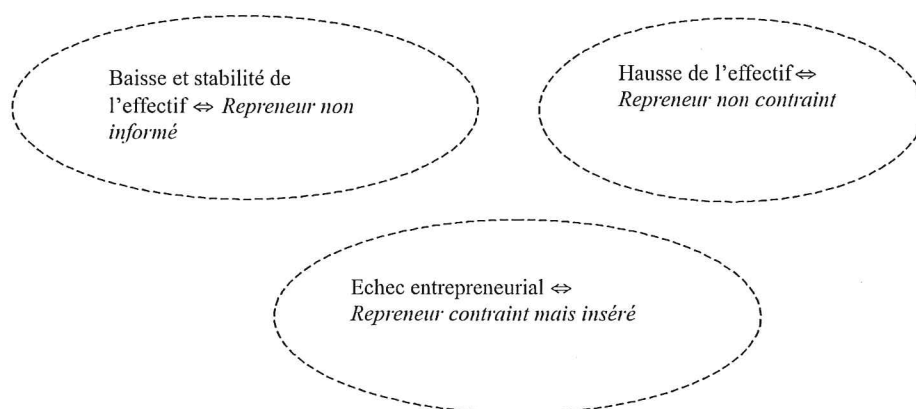 Baisse et stabilité de
l'effectif ⇔ Repreneur non
informé
Hausse de l'effectif ⇔
Repreneur non contraint
Echec entrepreneurial ⇔
Repreneur contraint mais inséré